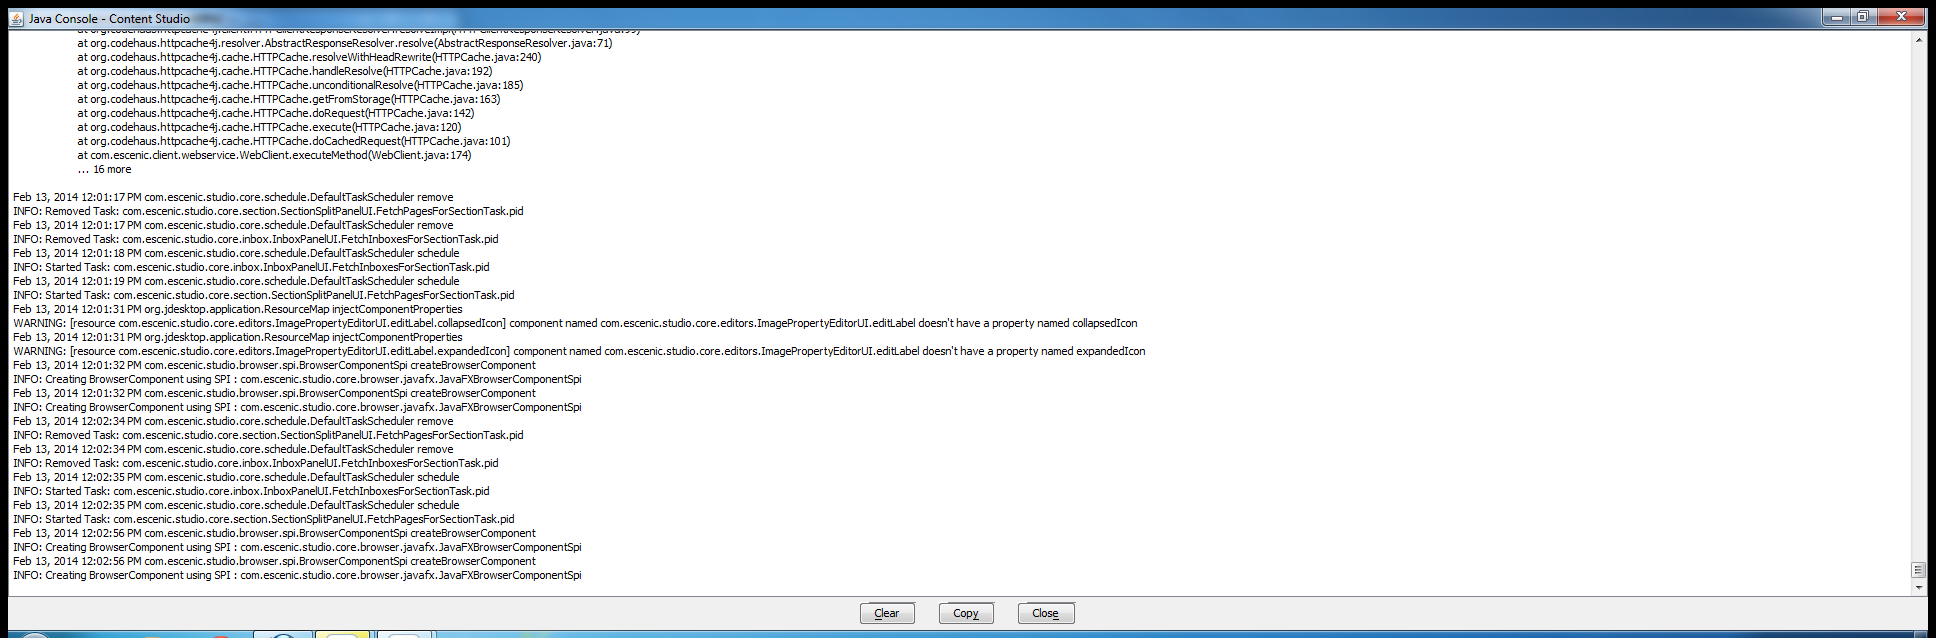 Java Console - Content Studio
at org.codehaus.httpcache4j.resolver.AbstractResponseResolver.resolve(AbstractResponseResolver.java:71)
at org.codehaus.httpcache4j.cache.HTTPCache.resolveWithHeadRewrite(HTTPCache.java:240)
at org.codehaus.httpcache4j.cache.HTTPCache.handleResolve(HTTPCache.java:192)
at org.codehaus.httpcache4j.cache.HTTPCache.unconditionalResolve(HTTPCache.java:185)
at org.codehaus.httpcache4j.cache.HTTPCache.getFromStorage(HTTPCache.java:163)
at org.codehaus.httpcache4j.cache.HTTPCache.doRequest(HTTPCache.java:142)
at org.codehaus.httpcache4j.cache.HTTPCache.execute(HTTPCache.java:120)
at org.codehaus.httpcache4j.cache.HTTPCache.doCachedRequest(HTTPCache.java:101)
at com.escenic.client.webservice.WebClient.executeMethod(WebClient.java:174)
... 16 more
Feb 13, 2014 12:01:17 PM com.escenic.studio.core.schedule.DefaultTaskScheduler remove
INFO: Removed Task: com.escenic.studio.core.section.SectionSplitPanelUI.FetchPagesForSectionTask.pid
Feb 13, 2014 12:01:17 PM com.escenic.studio.core.schedule.DefaultTaskScheduler remove
INFO: Removed Task: com.escenic.studio.core.inbox.InboxPanelUI.FetchInboxesForSectionTask.pid
Feb 13, 2014 12:01:18 PM com.escenic.studio.core.schedule.DefaultTaskScheduler schedule
INFO: Started Task: com.escenic.studio.core.inbox.InboxPanelUI.FetchInboxesForSectionTask.pid
Feb 13, 2014 12:01:19 PM com.escenic.studio.core.schedule.DefaultTaskScheduler schedule
INFO: Started Task: com.escenic.studio.core.section.SectionSplitPanelUI.FetchPagesForSectionTask.pid
Feb 13, 2014 12:01:31 PM org.jdesktop.application.ResourceMap injectComponentProperties
WARNING: [resource com.escenic.studio.core.editors.ImagePropertyEditorUI.editLabel.collapsedIcon] component named com.escenic.studio.core.editors.ImagePropertyEditorUI.editLabel doesn't have a property named collapsedIcon
Feb 13, 2014 12:01:31 PM org.jdesktop.application.ResourceMap injectComponentProperties
WARNING: [resource com.escenic.studio.core.editors.ImagePropertyEditorUI.editLabel.expandedIcon] component named com.escenic.studio.core.editors.ImagePropertyEditorUI.editLabel doesn't have a property named expandedIcon
Feb 13, 2014 12:01:32 PM com.escenic.studio.browser.spi.BrowserComponentSpi createBrowserComponent
INFO: Creating BrowserComponent using SPI : com.escenic.studio.core.browser.javafx.JavaFXBrowserComponentSpi
Feb 13, 2014 12:01:32 PM com.escenic.studio.browser.spi.BrowserComponentSpi createBrowserComponent
INFO: Creating BrowserComponent using SPI : com.escenic.studio.core.browser.javafx.JavaFXBrowserComponentSpi
Feb 13, 2014 12:02:34 PM com.escenic.studio.core.schedule.DefaultTaskScheduler remove
INFO: Removed Task: com.escenic.studio.core.section.SectionSplitPanelUI.FetchPagesForSectionTask.pid
Feb 13, 2014 12:02:34 PM com.escenic.studio.core.schedule.DefaultTaskScheduler remove
INFO: Removed Task: com.escenic.studio.core.inbox.InboxPanelUI.FetchInboxesForSectionTask.pid
Feb 13, 2014 12:02:35 PM com.escenic.studio.core.schedule.DefaultTaskScheduler schedule
INFO: Started Task: com.escenic.studio.core.inbox.InboxPanelUI.FetchInboxesForSectionTask.pid
Feb 13, 2014 12:02:35 PM com.escenic.studio.core.schedule.DefaultTaskScheduler schedule
INFO: Started Task: com.escenic.studio.core.section.SectionSplitPanelUI.FetchPagesForSectionTask.pid
Feb 13, 2014 12:02:56 PM com.escenic.studio.browser.spi.BrowserComponentSpi createBrowserComponent
INFO: Creating BrowserComponent using SPI : com.escenic.studio.core.browser.javafx.JavaFXBrowserComponentSpi
Feb 13, 2014 12:02:56 PM com.escenic.studio.browser.spi.BrowserComponentSpi createBrowserComponent
INFO: Creating BrowserComponent using SPI : com.escenic.studio.core.browser.javafx.JavaFXBrowserComponentSpi
Clear Copy Close